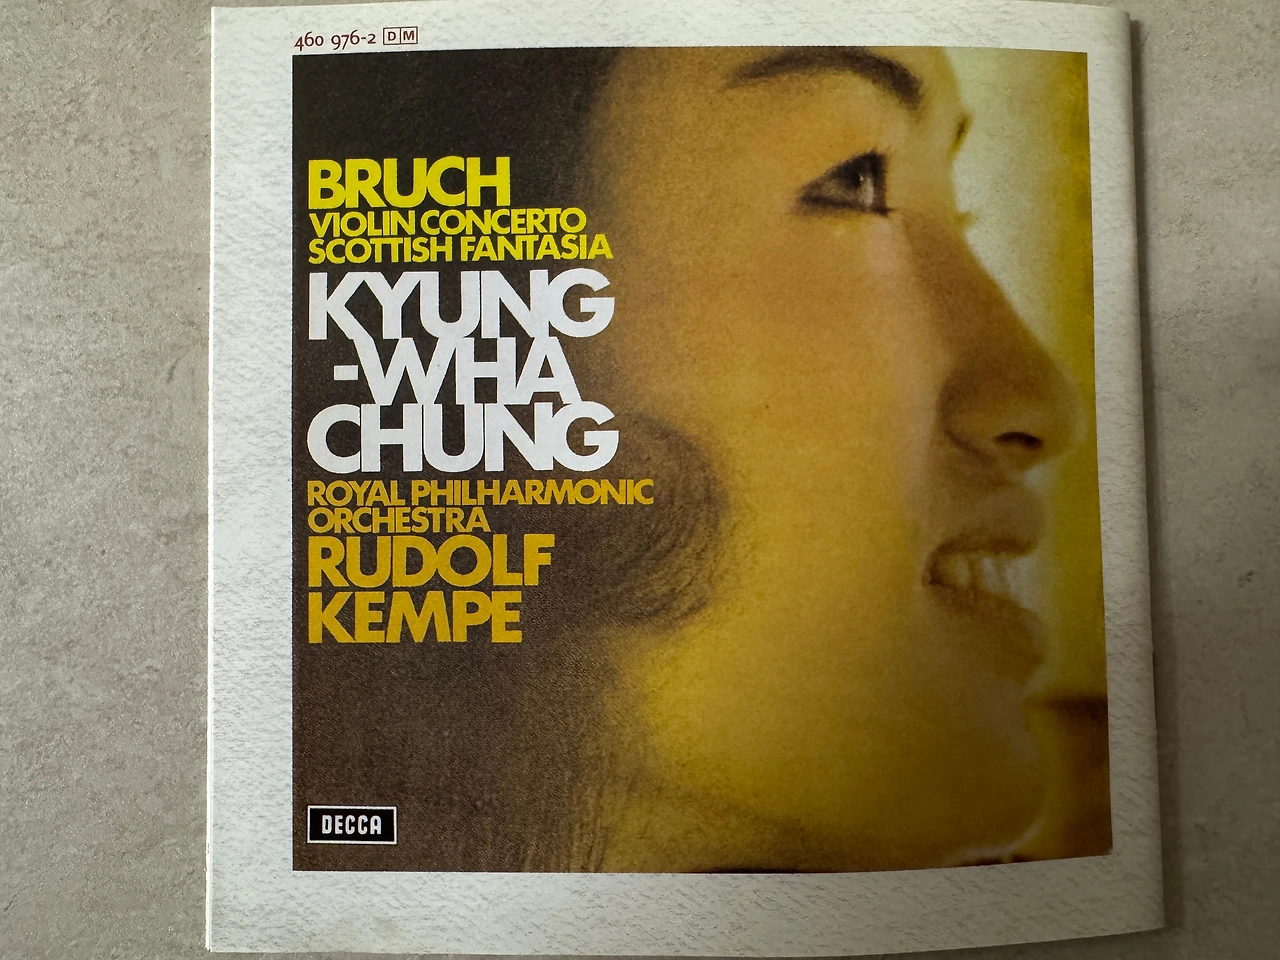 460 976-2 DM
BRUCH
VIOLIN CONCERTO
SCOTTISH FANTASIA
KYUNG
-WHA
CHUNG
ROYAL PHILHARMONIC
ORCHESTRA
RUDOLF
KEMPE
DECCA